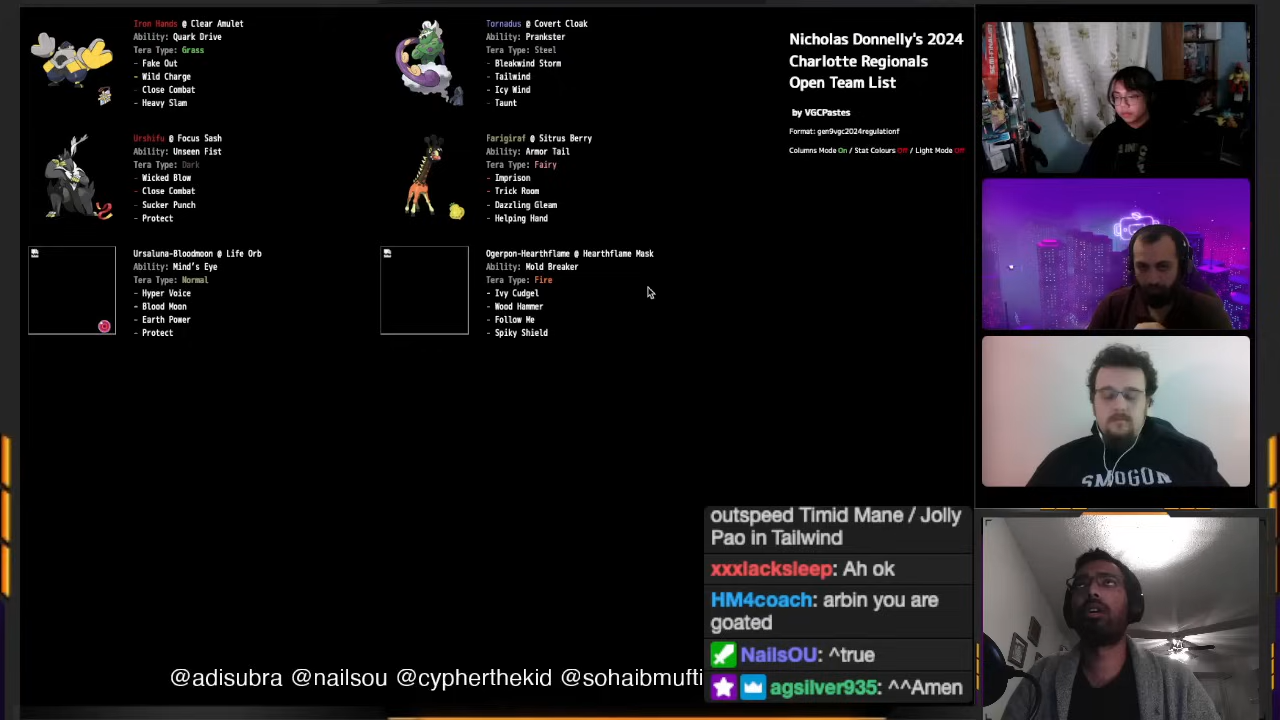 Iron Hands @ Clear Amulet
Ability: Quark Drive
Tera Type: Grass
- Fake Out
- Wild Charge
- Close Combat
- Heavy Slam
Tornadus @ Covert Cloak
Ability: Prankster
Tera Type: Steel
- Bleakwind Storm
- Tailwind
- Icy Wind
- Taunt
Urshifu @ Focus Sash
Ability: Unseen Fist
Tera Type: Dark
- Wicked Blow
- Close Combat
- Sucker Punch
- Protect
Farigiraf @ Sitrus Berry
Ability: Armor Tail
Tera Type: Fairy
- Imprison
- Trick Room
- Dazzling Gleam
- Helping Hand
Ursaluna-Bloodmoon @ Life Orb
Ability: Mind's Eye
Tera Type: Normal
- Hyper Voice
- Blood Moon
- Earth Power
- Protect
Ogerpon-Hearthflame @ Hearthflame Mask
Ability: Mold Breaker
Tera Type: Fire
- Ivy Cudgel
- Wood Hammer
- Follow Me
- Spiky Shield
Nicholas Donnelly's 2024
Charlotte Regionals
Open Team List
by VGCPastes
Format: gen9vgc2024regulationf
Columns Mode On / Stat Colours Off / Light Mode Off
SMOGON
outspeed Timid Mane / Jolly
Pao in Tailwind
xxxlacksleep: Ah ok
HM4coach: arbin you are
goated
NailsOU: ^true
agsilver935: ^^Amen
@adisubra @nailsou @cypherthekid @sohaibmufti